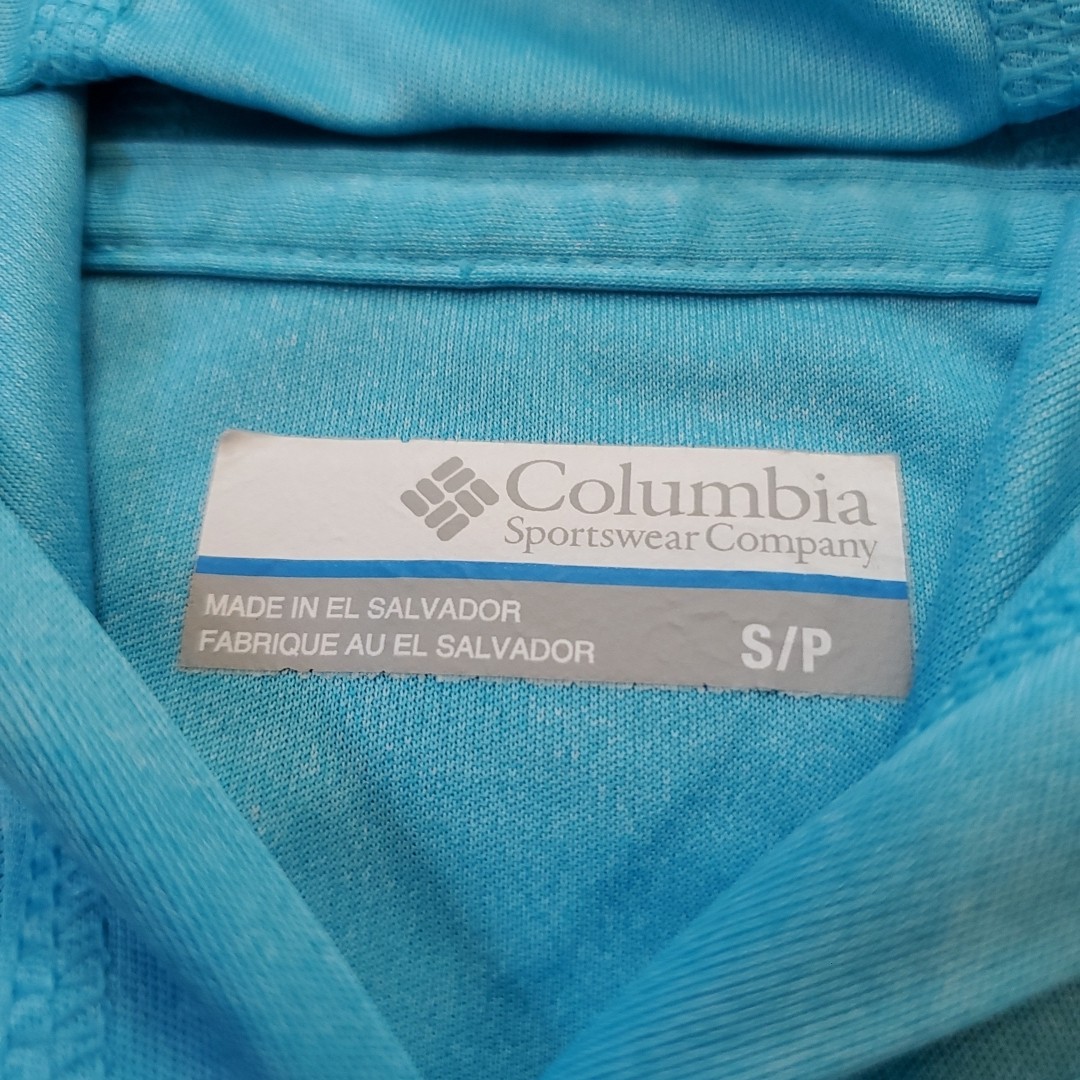 Columbia
Sportswear Company
MADE IN EL SALVADOR
FABRIQUE AU EL SALVADOR
S/P